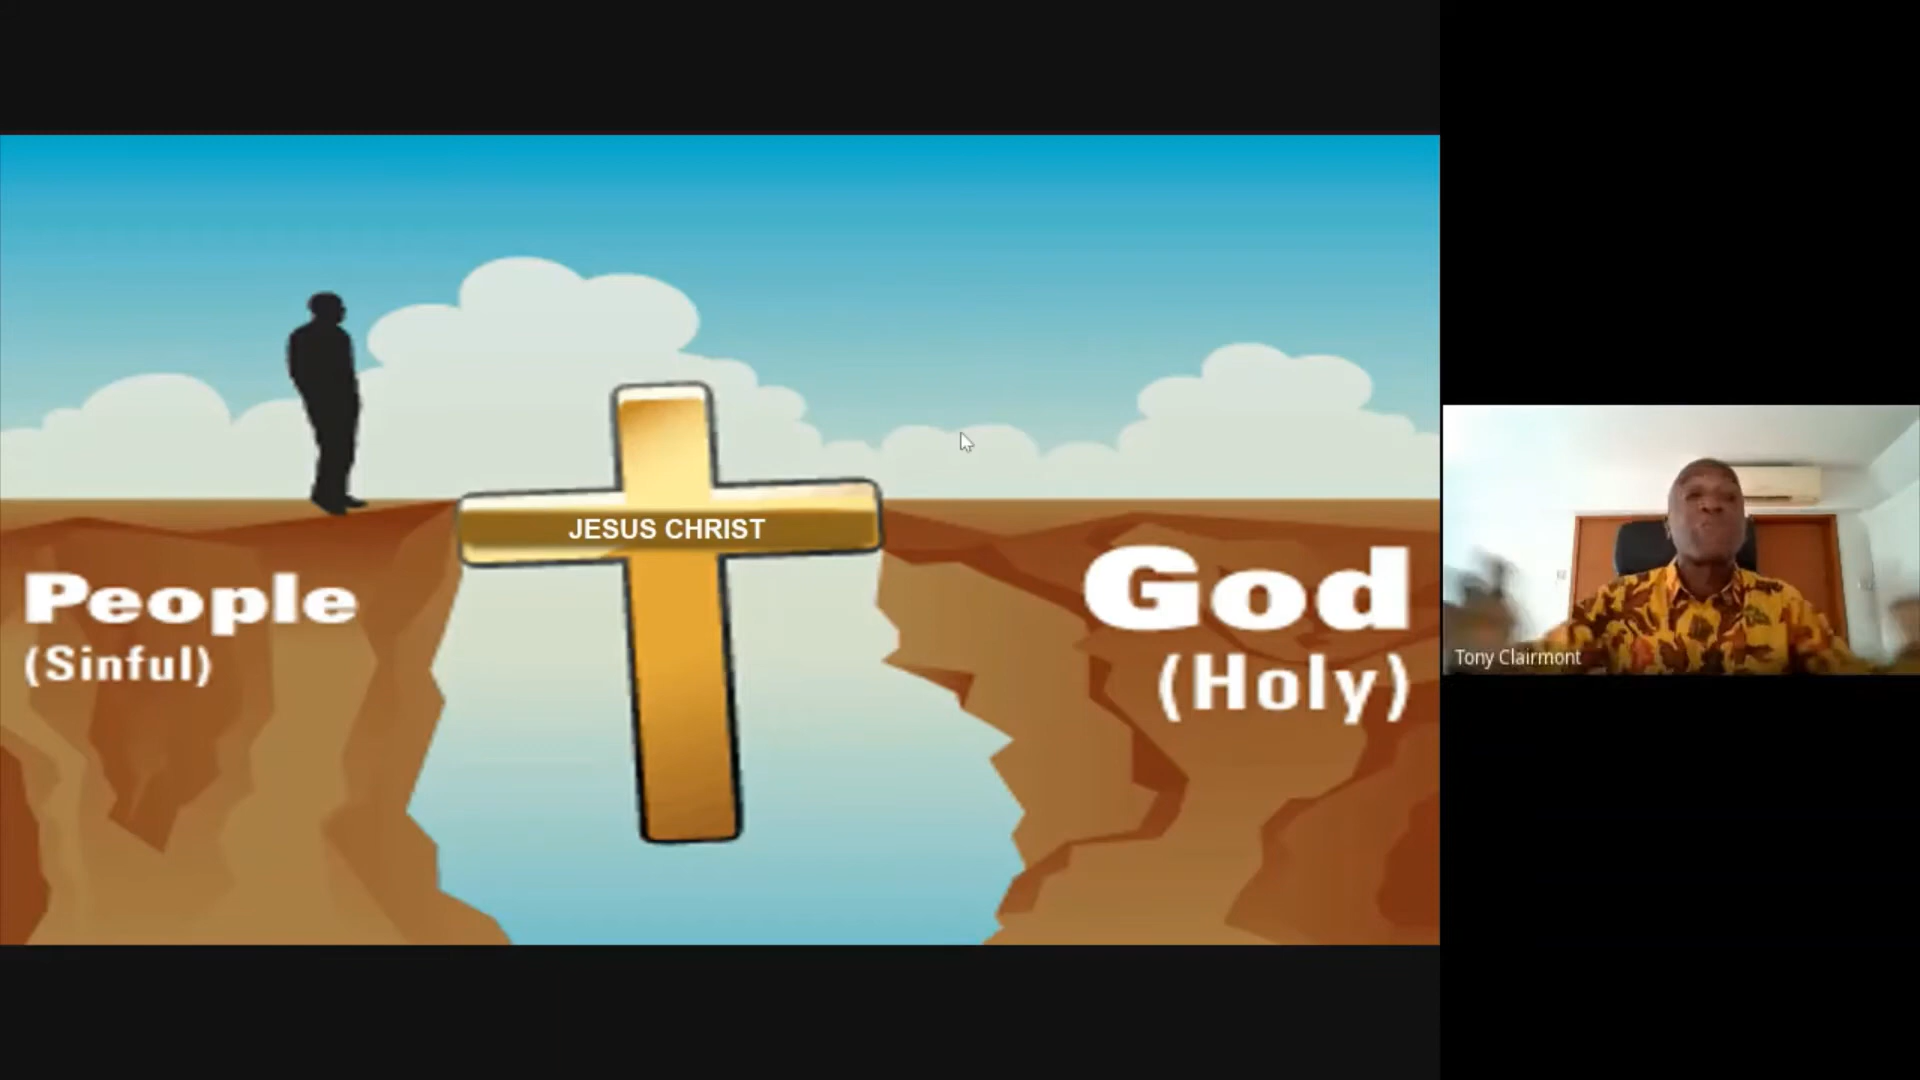 JESUS CHRIST
People
(Sinful)
God
(Holy)
Tony Clairmont